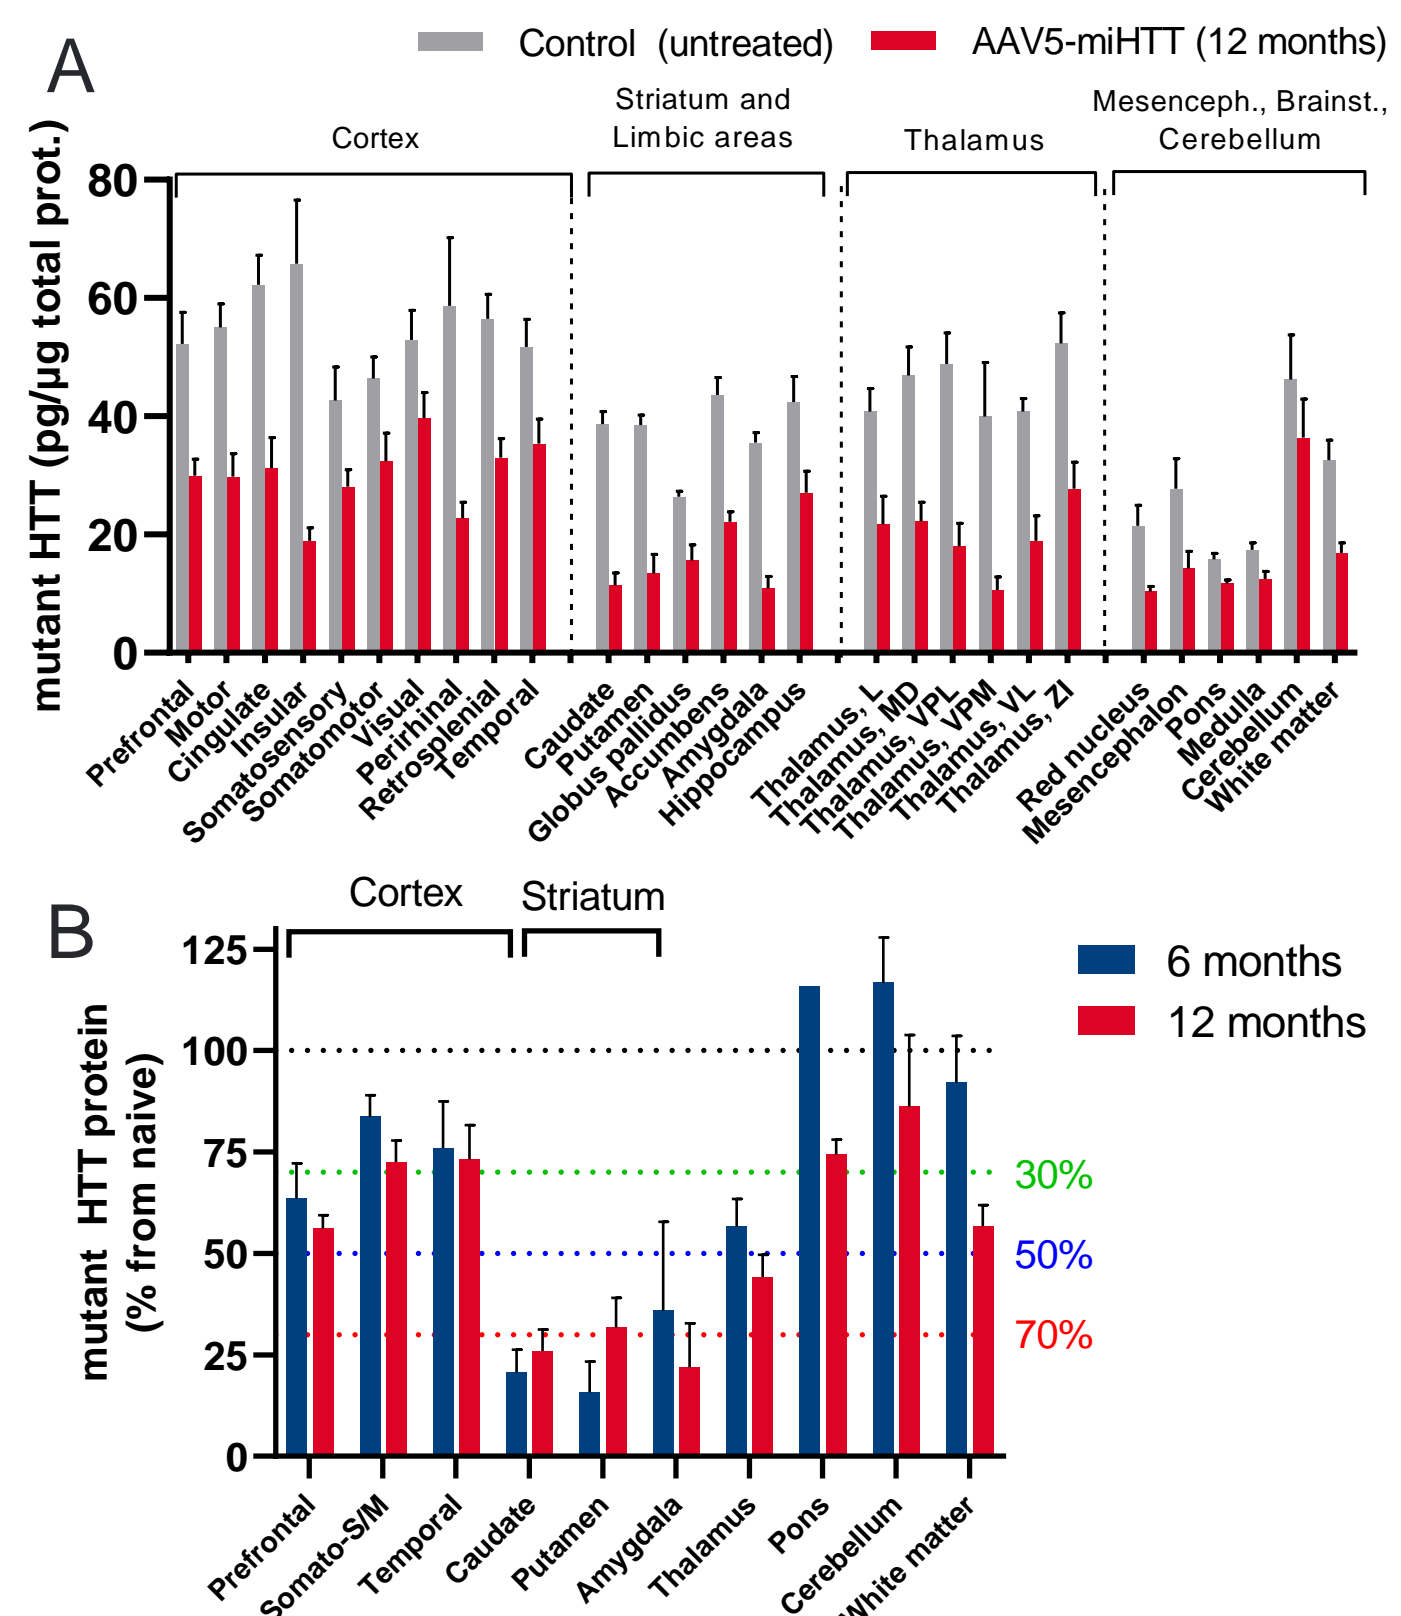 A
Control (untreated)
AAV5-miHTT (12 months)
Cortex
Striatum and
Limbic areas
Thalamus
Mesenceph., Brainst.,
Cerebellum
mutant HTT (pg/µg total prot.)
80
60
40
20
0
Prefrontal
Motor
Cingulate
Insular
Somatosensory
Somatomotor
Visual
Perirhinal
Retrosplenial
Temporal
Caudate
Putamen
Globus pallidus
Accumbens
Amygdala
Hippocampus
Thalamus, L
Thalamus, MD
Thalamus, VPL
Thalamus, VPM
Thalamus, VL
Thalamus, ZI
Red nucleus
Mesencephalon
Pons
Medulla
Cerebellum
White matter
B
Cortex
Striatum
6 months
12 months
mutant HTT protein
(% from naive)
125
100
75
50
25
0
30%
50%
70%
Prefrontal
Somato-S/M
Temporal
Caudate
Putamen
Amygdala
Thalamus
Pons
Cerebellum
White matter